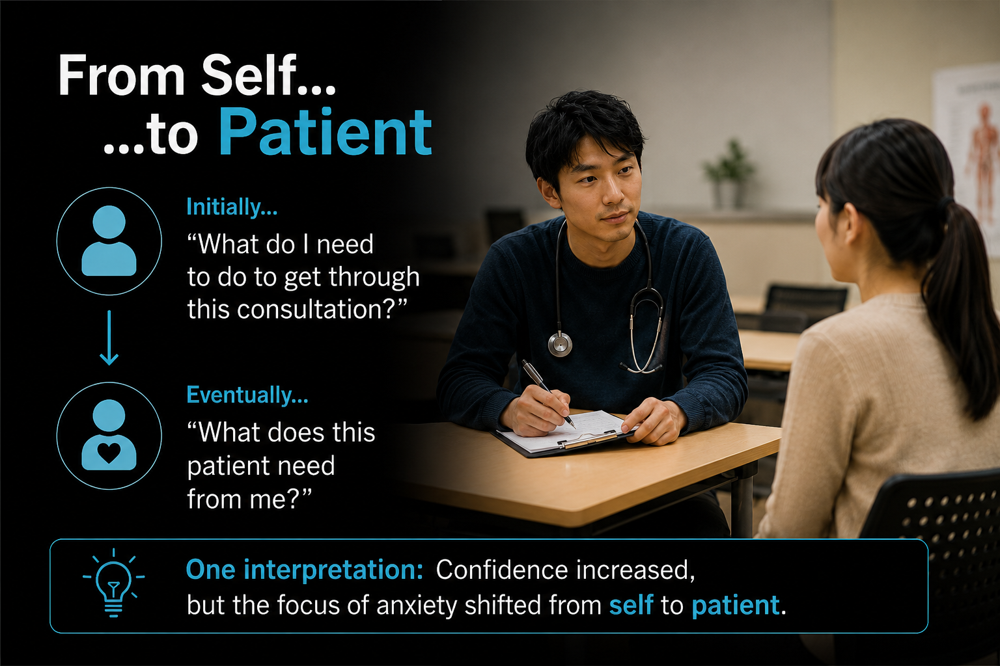 From Self...
...to Patient
Initially...
“What do I need
to do to get through
this consultation?”
Eventually...
“What does this
patient need
from me?”
One interpretation: Confidence increased,
but the focus of anxiety shifted from self to patient.